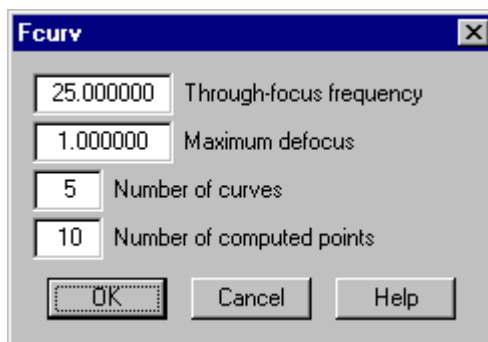 Fcurv
25.000000 Through-focus frequency
1.000000 Maximum defocus
5 Number of curves
10 Number of computed points
OK Cancel Help